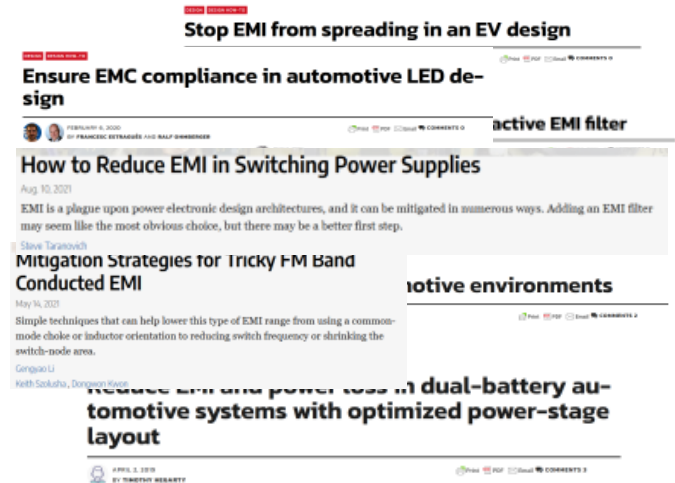 DESIGN DESIGN HOW-TO
Stop EMI from spreading in an EV design
Print PDF Email COMMENTS 0
DESIGN DESIGN HOW-TO
Ensure EMC compliance in automotive LED de-
sign
FEBRUARY 6, 2020
BY FRANCESC ESTRAGUÉS AND RALF OHMBERGER
Print PDF Email COMMENTS 0
active EMI filter
How to Reduce EMI in Switching Power Supplies
Aug. 10, 2021
EMI is a plague upon power electronic design architectures, and it can be mitigated in numerous ways. Adding an EMI filter
may seem like the most obvious choice, but there may be a better first step.
Steve Taranovich
Mitigation Strategies for Tricky FM Band
Conducted EMI
May 14, 2021
Simple techniques that can help lower this type of EMI range from using a common-
mode choke or inductor orientation to reducing switch frequency or shrinking the
switch-node area.
Gengyao Li
Keith Szolusha, Dongwon Kwon
motive environments
Print PDF Email COMMENTS 2
Reduce EMI and power loss in dual-battery au-
tomotive systems with optimized power-stage
layout
APRIL 2, 2019
BY TIMOTHY HEGARTY
Print PDF Email COMMENTS 3